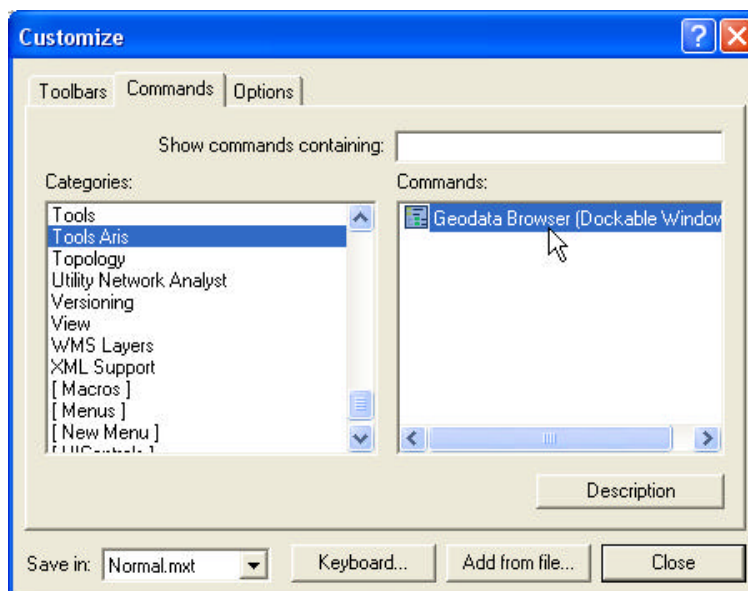 Customize
Toolbars Commands Options
Show commands containing:
Categories:
Commands:
Tools
Tools Aris
Topology
Utility Network Analyst
Versioning
View
WMS Layers
XML Support
[ Macros ]
[ Menus ]
[ New Menu ]
Geodata Browser (Dockable Window
Description
Save in: Normal.mxt Keyboard... Add from file... Close